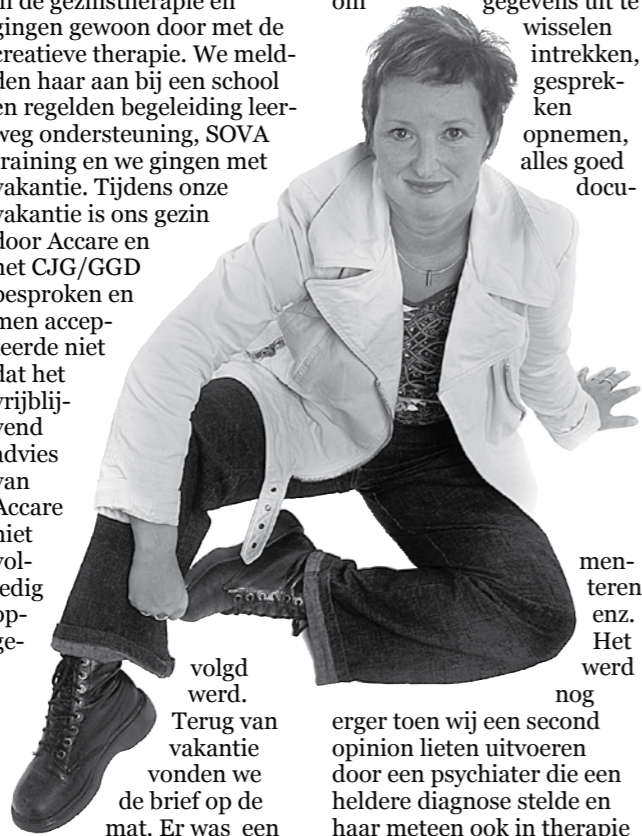 in de gezinstherapie en
gingen gewoon door met de
creatieve therapie. We meld-
den haar aan bij een school
en regelden begeleiding leer-
weg ondersteuning, SOVA
training en we gingen met
vakantie. Tijdens onze
vakantie is ons gezin
door Accare en
het CJG/GGD
besproken en
men accep-
teerde niet
dat het
vrijblij-
vend
advies
van
Accare
niet
vol-
ledig
op-
ge-
volgd
werd.
Terug van
vakantie
vonden we
de brief op de
mat. Er was een
om gegevens uit te
wisselen
intrekken,
gesprek-
ken
opnemen,
alles goed
docu-
men-
teren
enz.
Het
werd
nog
erger toen wij een second
opinion lieten uitvoeren
door een psychiater die een
heldere diagnose stelde en
haar meteen ook in therapie